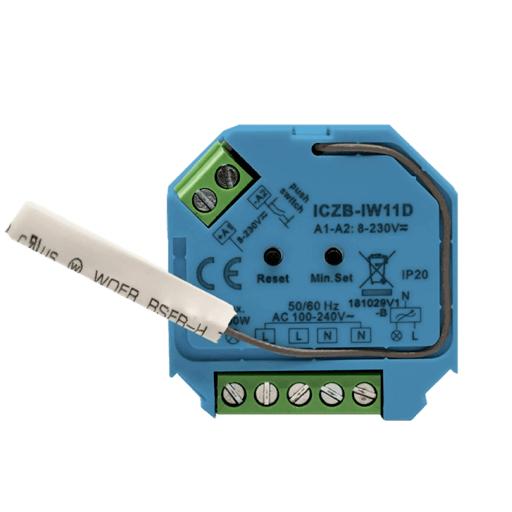 -A2
+A1
8-230V
push
switch
ICZB-IW11D
A1-A2: 8-230V
CE
Reset
Min.Set
IP20
181029V1
-B
50/60 Hz
AC 100-240V~
L L N N
N
L